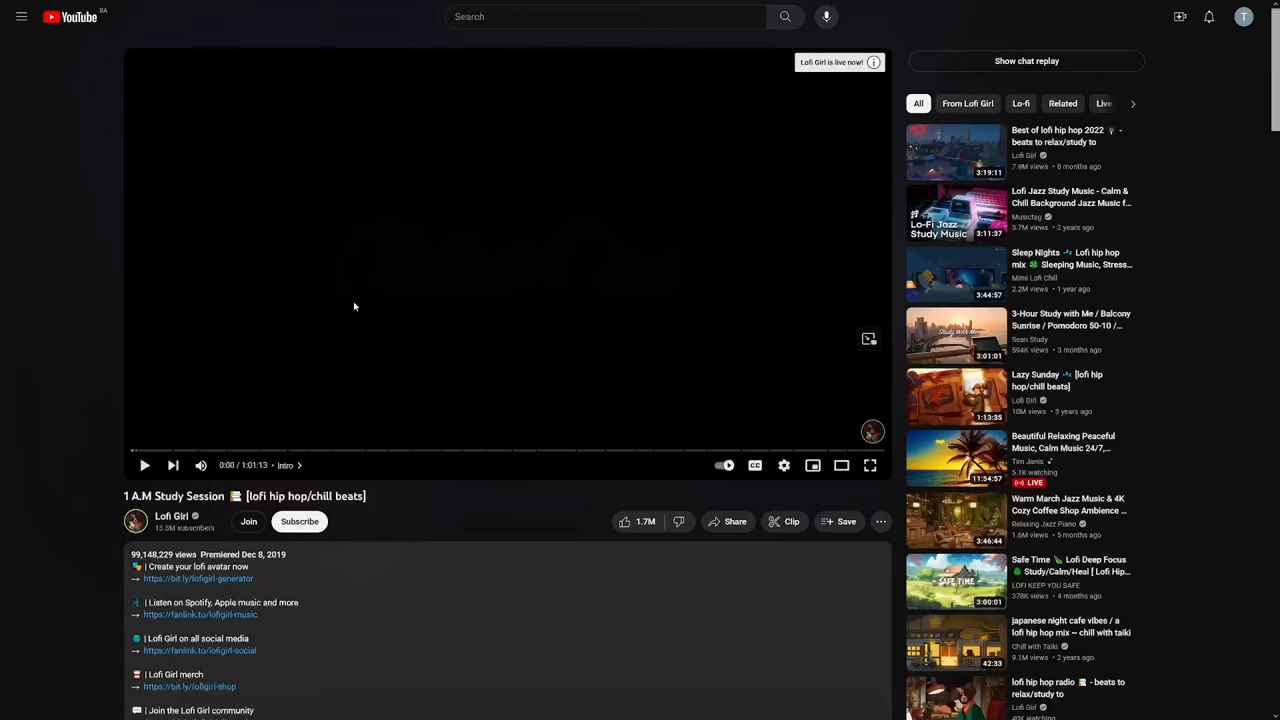 YouTube BA
Search
T
Lofi Girl is live now!
0:00 / 1:01:13 • Intro
CC
1 A.M Study Session [lofi hip hop/chill beats]
Lofi Girl
13.3M subscribers
Join
Subscribe
1.7M
Share
Clip
Save
99,148,229 views Premiered Dec 8, 2019
| Create your lofi avatar now
→ https://bit.ly/lofigirl-generator
| Listen on Spotify, Apple music and more
→ https://fanlink.to/lofigirl-music
| Lofi Girl on all social media
→ https://fanlink.to/lofigirl-social
| Lofi Girl merch
→ https://bit.ly/lofigirl-shop
| Join the Lofi Girl community
Show chat replay
All
From Lofi Girl
Lo-fi
Related
Live
3:19:11
Best of lofi hip hop 2022 -
beats to relax/study to
Lofi Girl
7.9M views • 8 months ago
Lo-Fi Jazz
Study Music
3:11:37
Lofi Jazz Study Music - Calm &
Chill Background Jazz Music f...
Musictag
3.7M views • 2 years ago
3:44:57
Sleep Nights Lofi hip hop
mix Sleeping Music, Stress...
Mimi Lofi Chill
2.2M views • 1 year ago
Study With Me
3:01:01
3-Hour Study with Me / Balcony
Sunrise / Pomodoro 50-10 /...
Sean Study
594K views • 3 months ago
1:13:35
Lazy Sunday [lofi hip
hop/chill beats]
Lofi Girl
10M views • 3 years ago
11:54:57
Beautiful Relaxing Peaceful
Music, Calm Music 24/7,...
Tim Janis
5.1K watching
LIVE
3:46:44
Warm March Jazz Music & 4K
Cozy Coffee Shop Ambience ...
Relaxing Jazz Piano
1.6M views • 5 months ago
SAFE TIME
3:00:01
Safe Time Lofi Deep Focus
Study/Calm/Heal [ Lofi Hip...
LOFI KEEP YOU SAFE
378K views • 4 months ago
42:33
japanese night cafe vibes / a
lofi hip hop mix ~ chill with taiki
Chill with Taiki
9.1M views • 2 years ago
lofi hip hop radio - beats to
relax/study to
Lofi Girl
40K watching